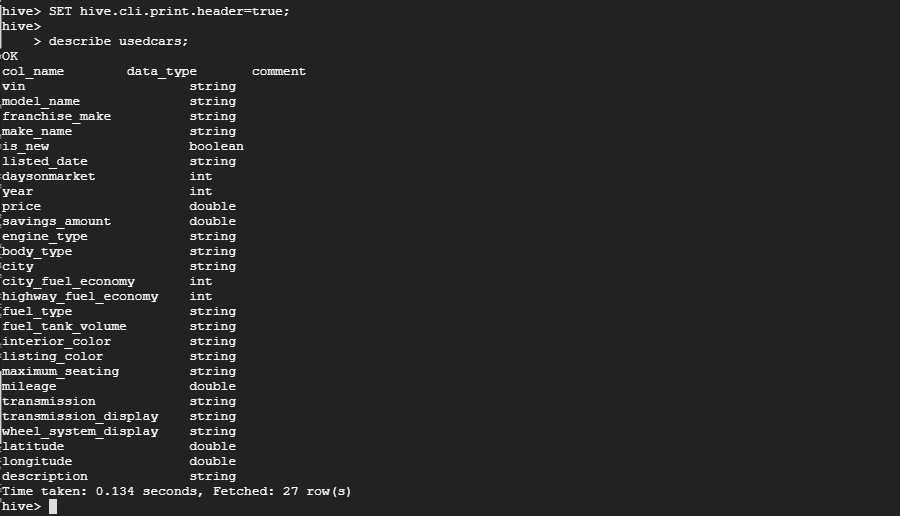 hive> SET hive.cli.print.header=true;
hive>
    > describe usedcars;
OK
col_name        data_type       comment
vin                     string
model_name              string
franchise_make          string
make_name               string
is_new                  boolean
listed_date             string
daysonmarket            int
year                    int
price                   double
savings_amount          double
engine_type             string
body_type               string
city                    string
city_fuel_economy       int
highway_fuel_economy    int
fuel_type               string
fuel_tank_volume        string
interior_color          string
listing_color           string
maximum_seating         string
mileage                 double
transmission            string
transmission_display    string
wheel_system_display    string
latitude                double
longitude               double
description             string
Time taken: 0.134 seconds, Fetched: 27 row(s)
hive>